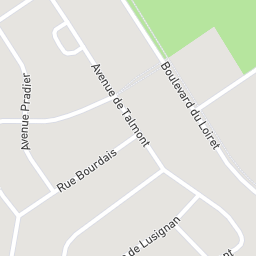 Avenue Pradier
Avenue de Talmont
Boulevard du Loiret
Rue Bourdais
de Lusignan